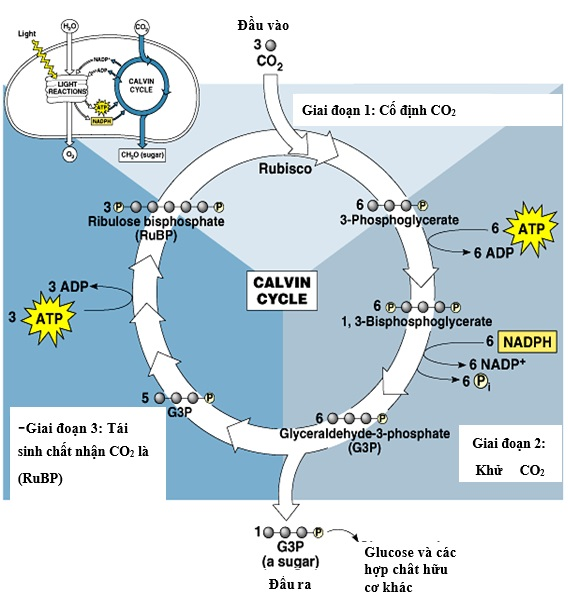 Light
H₂O
CO₂
NADP⁺
ADP
LIGHT
REACTIONS
CALVIN
CYCLE
ATP
NADPH
O₂
CH₂O (sugar)
Đầu vào
3
CO₂
Giai đoạn 1: Cố định CO₂
Rubisco
3 P P
Ribulose bisphosphate
(RuBP)
6 P
3-Phosphoglycerate
6 ATP
6 ADP
CALVIN
CYCLE
6 P P
1, 3-Bisphosphoglycerate
6 NADPH
6 NADP⁺
6 Pi
3 ADP
3 ATP
5 P
G3P
6 P
Glyceraldehyde-3-phosphate
(G3P)
-Giai đoạn 3: Tái
sinh chất nhận CO₂ là
(RuBP)
Giai đoạn 2:
Khử CO₂
1 P
G3P
(a sugar)
Đầu ra
Glucose và các
hợp chất hữu
cơ khác